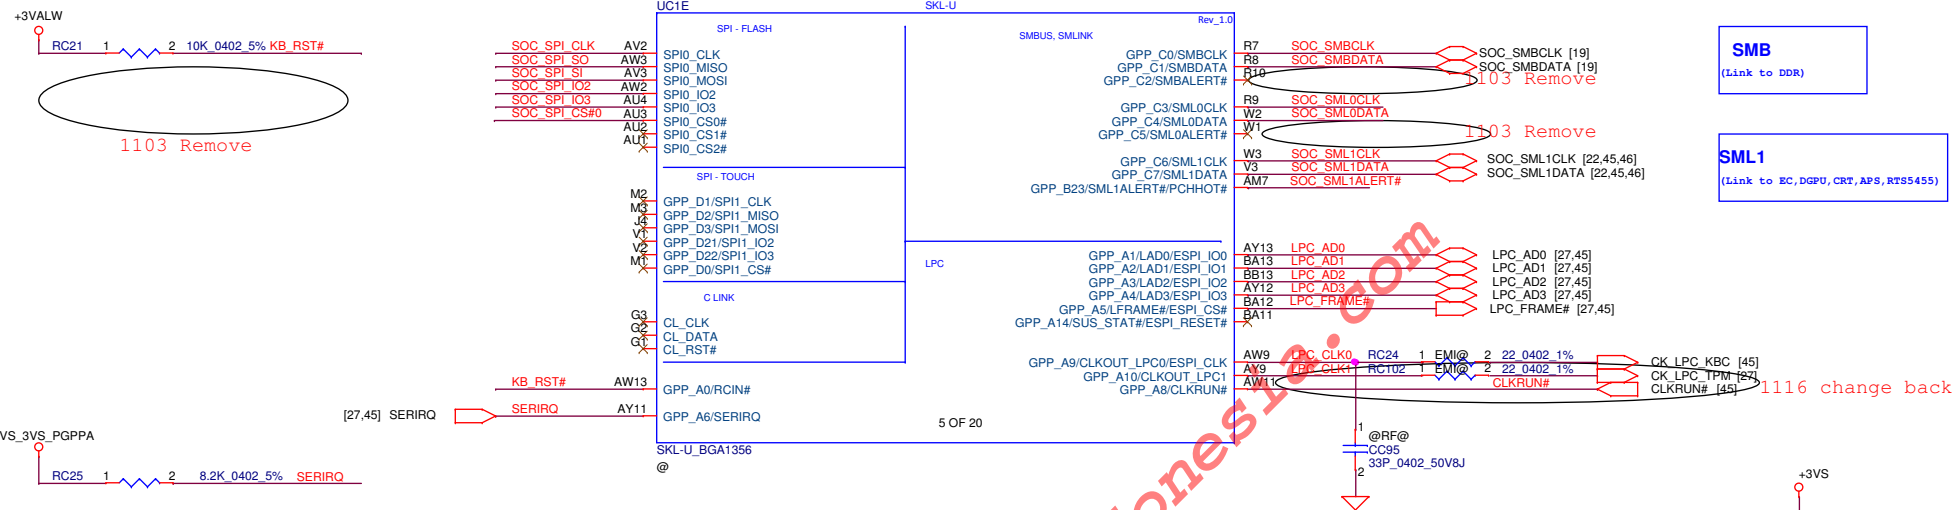 +3VALW
RC21 1 2 10K_0402_5% KB_RST#
1103 Remove
UC1E
SKL-U
Rev_1.0
SPI - FLASH
SMBUS, SMLINK
SOC_SPI_CLK AV2 SPI0_CLK
SOC_SPI_SO AW3 SPI0_MISO
SOC_SPI_SI AV3 SPI0_MOSI
SOC_SPI_IO2 AW2 SPI0_IO2
SOC_SPI_IO3 AU4 SPI0_IO3
SOC_SPI_CS#0 AU3 SPI0_CS0#
AU2 SPI0_CS1#
AU1 SPI0_CS2#
SPI - TOUCH
M2 GPP_D1/SPI1_CLK
M3 GPP_D2/SPI1_MISO
J4 GPP_D3/SPI1_MOSI
V1 GPP_D21/SPI1_IO2
V2 GPP_D22/SPI1_IO3
M1 GPP_D0/SPI1_CS#
C LINK
G3 CL_CLK
G2 CL_DATA
G1 CL_RST#
KB_RST# AW13 GPP_A0/RCIN#
[27,45] SERIRQ SERIRQ AY11 GPP_A6/SERIRQ
GPP_C0/SMBCLK R7 SOC_SMBCLK SOC_SMBCLK [19]
GPP_C1/SMBDATA R8 SOC_SMBDATA SOC_SMBDATA [19]
GPP_C2/SMBALERT# R10 1103 Remove
GPP_C3/SML0CLK R9 SOC_SML0CLK
GPP_C4/SML0DATA W2 SOC_SML0DATA
GPP_C5/SML0ALERT# W1 1103 Remove
GPP_C6/SML1CLK W3 SOC_SML1CLK SOC_SML1CLK [22,45,46]
GPP_C7/SML1DATA V3 SOC_SML1DATA SOC_SML1DATA [22,45,46]
GPP_B23/SML1ALERT#/PCHHOT# AM7 SOC_SML1ALERT#
LPC
GPP_A1/LAD0/ESPI_IO0 AY13 LPC_AD0 LPC_AD0 [27,45]
GPP_A2/LAD1/ESPI_IO1 BA13 LPC_AD1 LPC_AD1 [27,45]
GPP_A3/LAD2/ESPI_IO2 BB13 LPC_AD2 LPC_AD2 [27,45]
GPP_A4/LAD3/ESPI_IO3 AY12 LPC_AD3 LPC_AD3 [27,45]
GPP_A5/LFRAME#/ESPI_CS# BA12 LPC_FRAME# LPC_FRAME# [27,45]
GPP_A14/SUS_STAT#/ESPI_RESET# BA11
GPP_A9/CLKOUT_LPC0/ESPI_CLK AW9 LPC_CLK0 RC24 1 EMI@ 2 22_0402_1% CK_LPC_KBC [45]
GPP_A10/CLKOUT_LPC1 AY9 LPC_CLK1 RC102 1 EMI@ 2 22_0402_1% CK_LPC_TPM [27]
GPP_A8/CLKRUN# AW11 CLKRUN# CLKRUN# [45]
1116 change back
5 OF 20
SKL-U_BGA1356
@
1
@RF@
CC95
33P_0402_50V8J
2
VS_3VS_PGPPA
RC25 1 2 8.2K_0402_5% SERIRQ
SMB
(Link to DDR)
SML1
(Link to EC,DGPU,CRT,APS,RTS5455)
+3VS
onesia.com